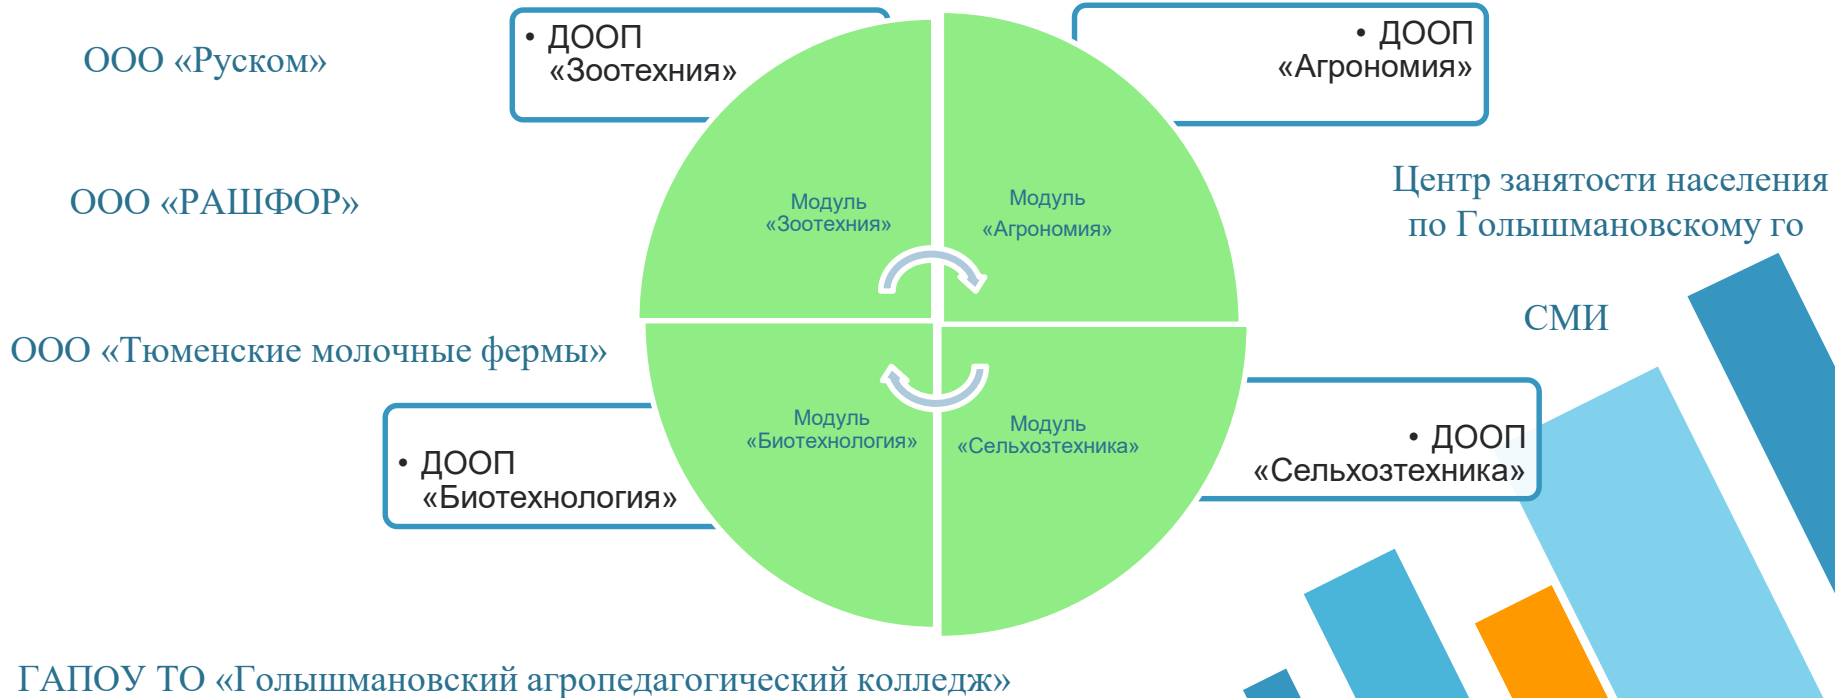 ООО «Руском»
• ДООП
«Зоотехния»
• ДООП
«Агрономия»
ООО «РАШФОР»
Модуль
«Зоотехния»
Модуль
«Агрономия»
Центр занятости населения
по Голышмановскому го
СМИ
ООО «Тюменские молочные фермы»
Модуль
«Биотехнология»
Модуль
«Сельхозтехника»
• ДООП
«Биотехнология»
• ДООП
«Сельхозтехника»
ГАПОУ ТО «Голышмановский агропедагогический колледж»